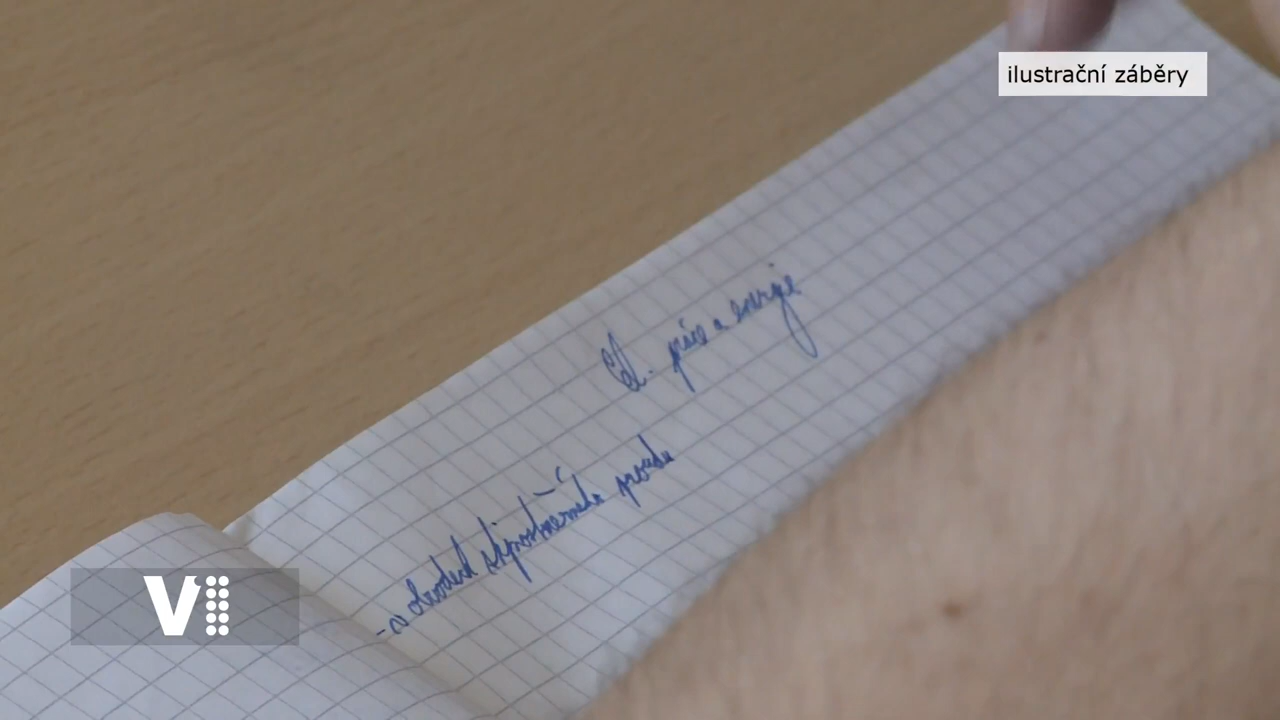 ilustrační záběry
El. práce a energie
- v obvodech stejnosměrného proudu
V